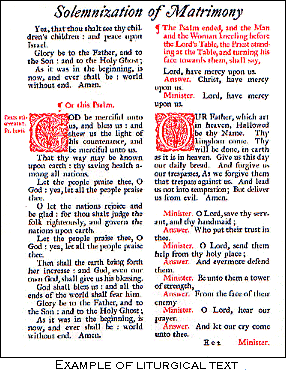 Solemnization of Matrimony
Yea, that thou shalt see thy chil-
dren's children: and peace upon
Israel.
Glory be to the Father, and to
the Son: and to the Holy Ghost;
As it was in the beginning, is
now, and ever shall be: world
without end. Amen.
¶ Or this Psalm.
GOD be merciful unto
us, and bless us: and
shew us the light of
his countenance, and
be merciful unto us.
That thy way may be known
upon earth: thy saving health a-
mong all nations.
Let the people praise thee, O
God: yea, let all the people praise
thee.
O let the nations rejoice and
be glad: for thou shalt judge the
folk righteously, and govern the
nations upon earth.
Let the people praise thee, O
God: yea, let all the people praise
thee.
Then shall the earth bring forth
her increase: and God, even our
own God, shall give us his blessing.
God shall bless us: and all the
ends of the world shall fear him.
Glory be to the Father, and to
the Son: and to the Holy Ghost;
As it was in the beginning, is
now, and ever shall be: world
without end. Amen.
¶ The Psalm ended, and the Man
and the Woman kneeling before
the Lord's Table, the Priest stand-
ing at the Table, and turning his
face towards them, shall say,
Lord, have mercy upon us.
Answer. Christ, have mercy
upon us.
Minister. Lord, have mercy
upon us.
OUR Father, which art
in heaven, Hallowed
be thy Name. Thy
kingdom come. Thy
will be done, in earth
as it is in heaven. Give us this day
our daily bread. And forgive us
our trespasses, As we forgive them
that trespass against us. And lead
us not into temptation; But deliver
us from evil. Amen.
Minister. O Lord, save thy serv-
ant, and thy handmaid;
Answer. Who put their trust in
thee.
Minister. O Lord, send them
help from thy holy place;
Answer. And evermore defend
them.
Minister. Be unto them a tower
of strength,
Answer. From the face of their
enemy
Minister. O Lord, hear our
prayer.
Answer. And let our cry come
unto thee.
Minister.
EXAMPLE OF LITURGICAL TEXT